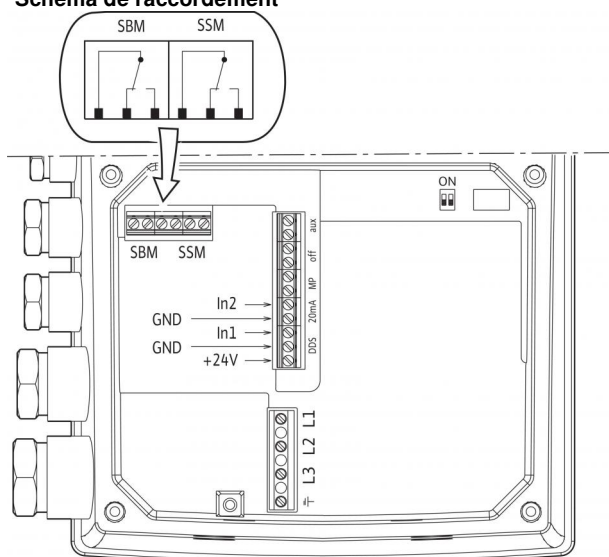 Schéma de raccordement
SBM SSM
ON
SBM SSM
aux
off
MP
20mA
DDS
In2
GND
In1
GND
+24V
L1
L2
L3